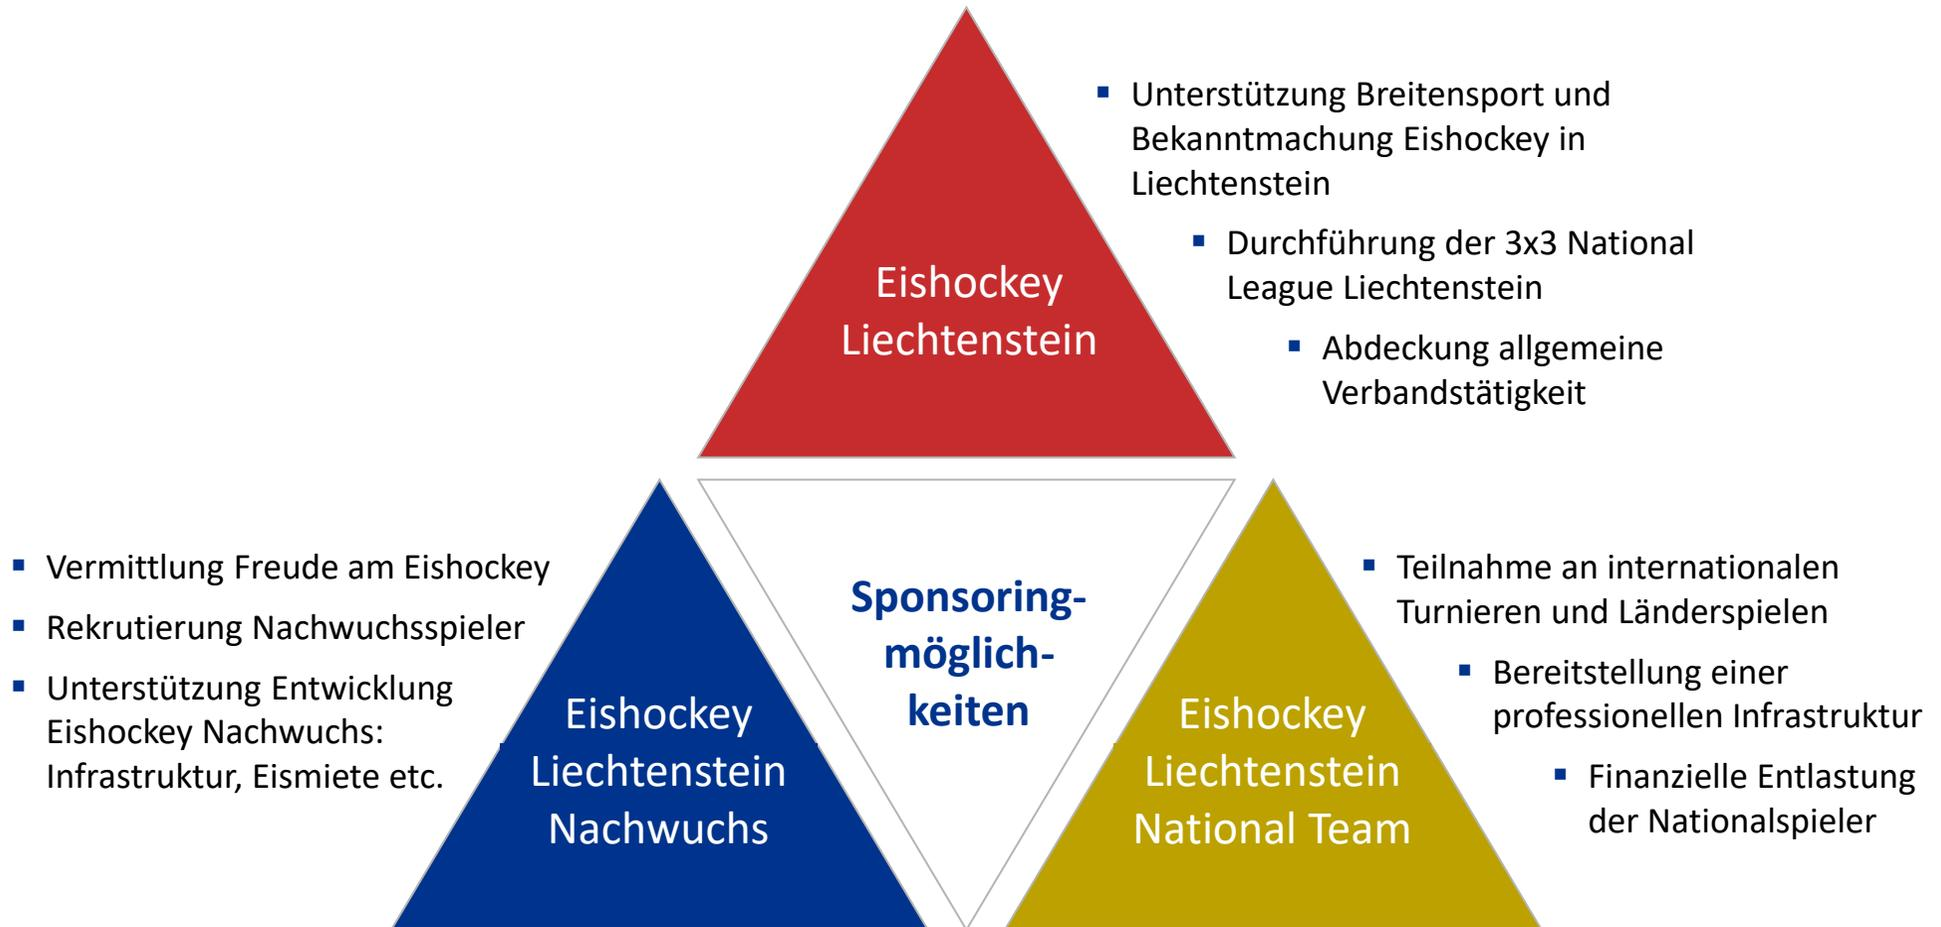 Eishockey
Liechtenstein
▪ Unterstützung Breitensport und
Bekanntmachung Eishockey in
Liechtenstein
▪ Durchführung der 3x3 National
League Liechtenstein
▪ Abdeckung allgemeine
Verbandstätigkeit
▪ Vermittlung Freude am Eishockey
▪ Rekrutierung Nachwuchsspieler
▪ Unterstützung Entwicklung
Eishockey Nachwuchs:
Infrastruktur, Eismiete etc.
Eishockey
Liechtenstein
Nachwuchs
Sponsoring-
möglich-
keiten
Eishockey
Liechtenstein
National Team
▪ Teilnahme an internationalen
Turnieren und Länderspielen
▪ Bereitstellung einer
professionellen Infrastruktur
▪ Finanzielle Entlastung
der Nationalspieler